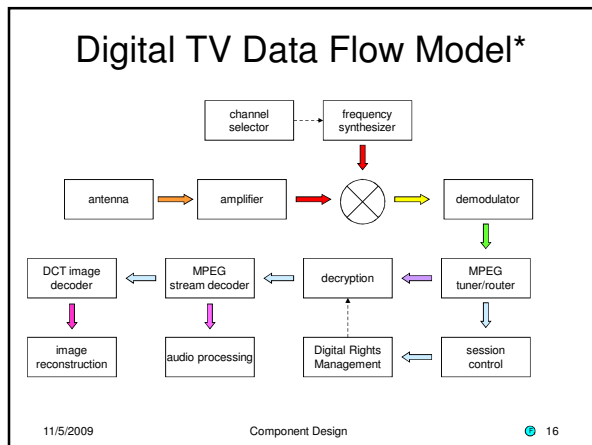 Digital TV Data Flow Model*
channel
selector
frequency
synthesizer
antenna
amplifier
demodulator
DCT image
decoder
MPEG
stream decoder
decryption
MPEG
tuner/router
image
reconstruction
audio processing
Digital Rights
Management
session
control
11/5/2009
Component Design
16